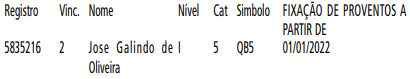 Registro Vinc. Nome Nível Cat Simbolo FIXAÇÃO DE PROVENTOS A
PARTIR DE
5835216 2 Jose Galindo de I 5 QB5 01/01/2022
Oliveira